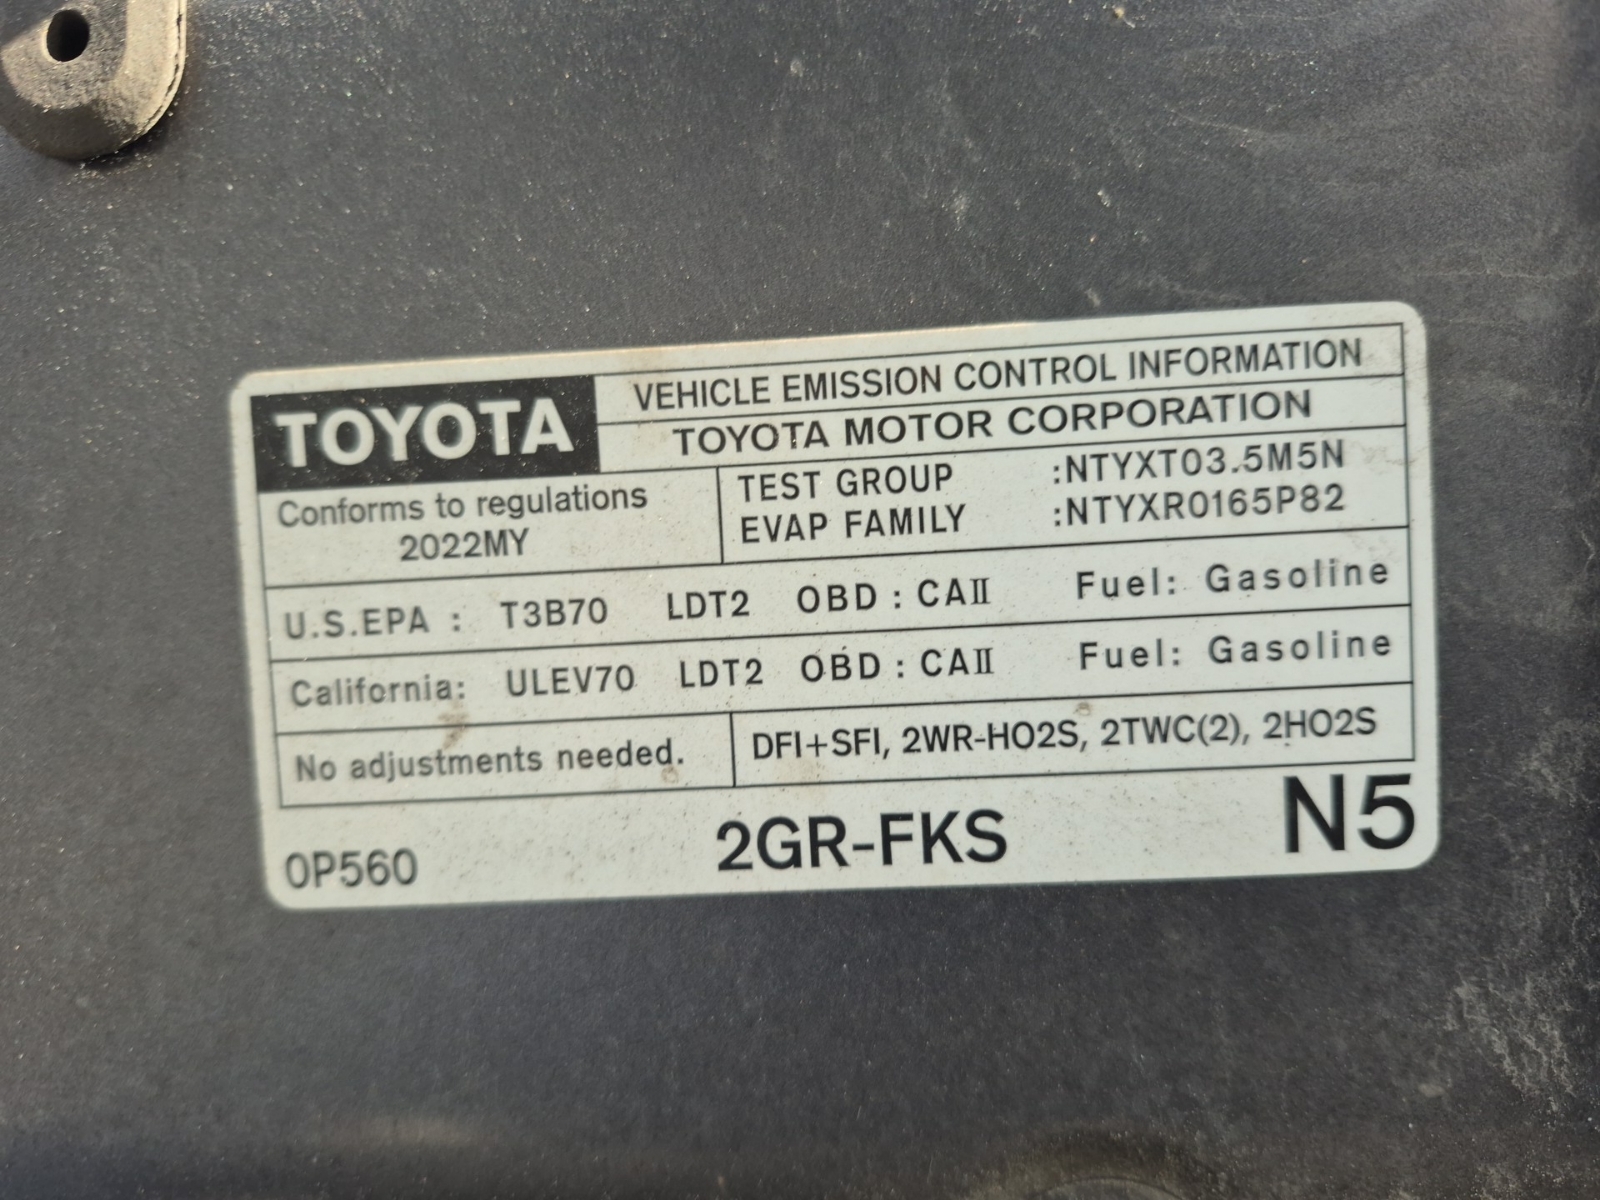 TOYOTA
VEHICLE EMISSION CONTROL INFORMATION
TOYOTA MOTOR CORPORATION
Conforms to regulations
2022MY
TEST GROUP :NTYXT03.5M5N
EVAP FAMILY :NTYXR0165P82
U.S.EPA : T3B70 LDT2 OBD : CAⅡ Fuel: Gasoline
California: ULEV70 LDT2 OBD : CAⅡ Fuel: Gasoline
No adjustments needed.
DFI+SFI, 2WR-HO2S, 2TWC(2), 2HO2S
0P560
2GR-FKS
N5